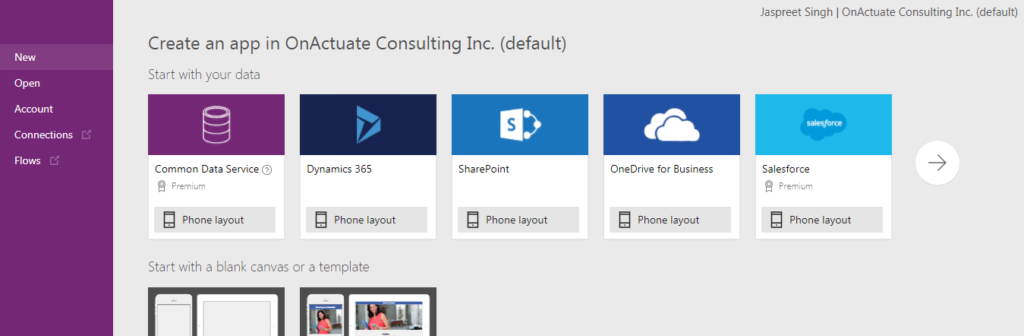 Jaspreet Singh | OnActuate Consulting Inc. (default)
New
Open
Account
Connections
Flows
Create an app in OnActuate Consulting Inc. (default)
Start with your data
S
salesforce
Common Data Service ?
Premium
Phone layout
Dynamics 365
Phone layout
SharePoint
Phone layout
OneDrive for Business
Phone layout
Salesforce
Premium
Phone layout
Start with a blank canvas or a template